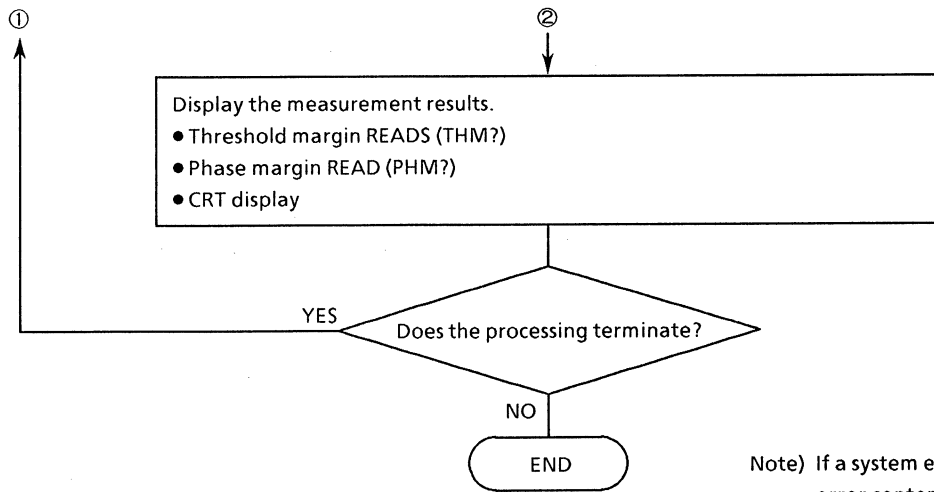 ① ②
Display the measurement results.
● Threshold margin READS (THM?)
● Phase margin READ (PHM?)
● CRT display
YES
Does the processing terminate?
NO
END
Note) If a system e